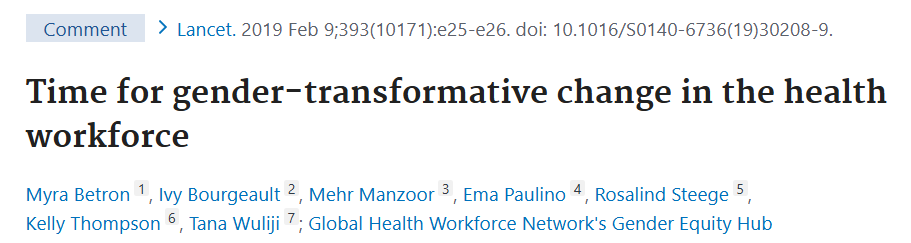 Comment > Lancet. 2019 Feb 9;393(10171):e25-e26. doi: 10.1016/S0140-6736(19)30208-9.
Time for gender-transformative change in the health
workforce
Myra Betron 1, Ivy Bourgeault 2, Mehr Manzoor 3, Ema Paulino 4, Rosalind Steege 5,
Kelly Thompson 6, Tana Wuliji 7; Global Health Workforce Network's Gender Equity Hub